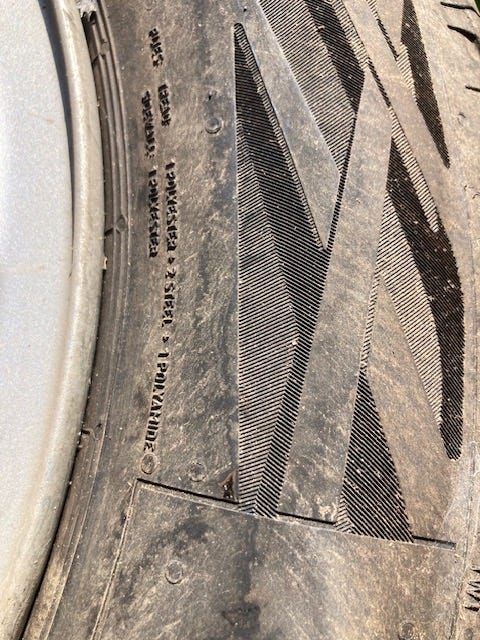 PLIES: TREAD: 1 POLYESTER + 2 STEEL + 1 POLYAMIDE
SIDEWALL: 1 POLYESTER